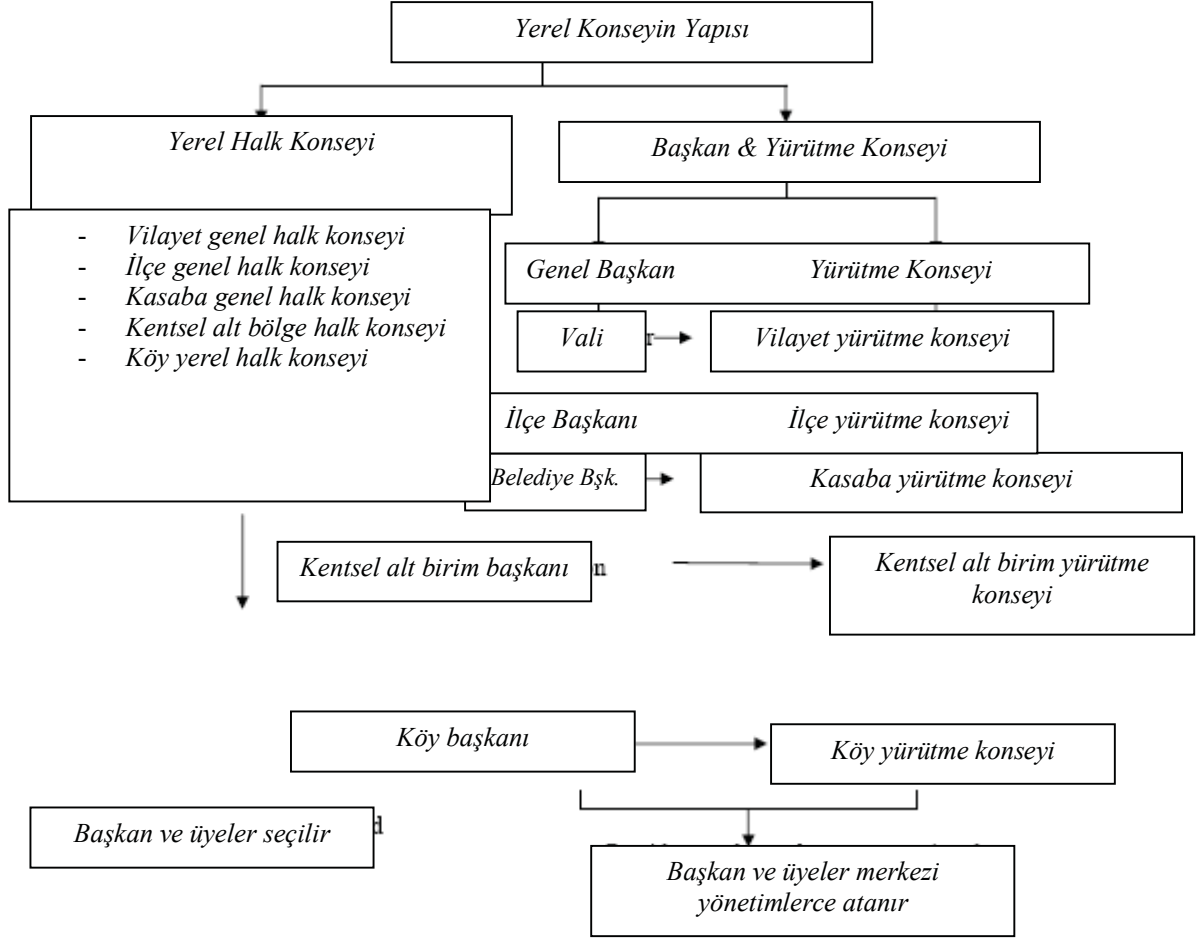 Yerel Konseyin Yapısı
Yerel Halk Konseyi
Başkan & Yürütme Konseyi
- Vilayet genel halk konseyi
- İlçe genel halk konseyi
- Kasaba genel halk konseyi
- Kentsel alt bölge halk konseyi
- Köy yerel halk konseyi
Genel Başkan Yürütme Konseyi
Vali
Vilayet yürütme konseyi
İlçe Başkanı İlçe yürütme konseyi
Belediye Bşk.
Kasaba yürütme konseyi
Kentsel alt birim başkanı
Kentsel alt birim yürütme
konseyi
Köy başkanı
Köy yürütme konseyi
Başkan ve üyeler seçilir
Başkan ve üyeler merkezi
yönetimlerce atanır